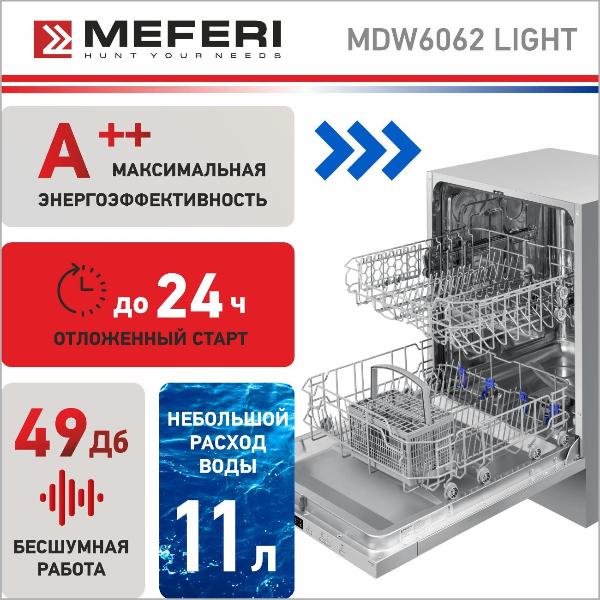 MEFERI
HUNT YOUR NEEDS
MDW6062 LIGHT
A++
МАКСИМАЛЬНАЯ
ЭНЕРГОЭФФЕКТИВНОСТЬ
до 24 ч
ОТЛОЖЕННЫЙ СТАРТ
49 Дб
БЕСШУМНАЯ
РАБОТА
НЕБОЛЬШОЙ
РАСХОД
ВОДЫ
11 л